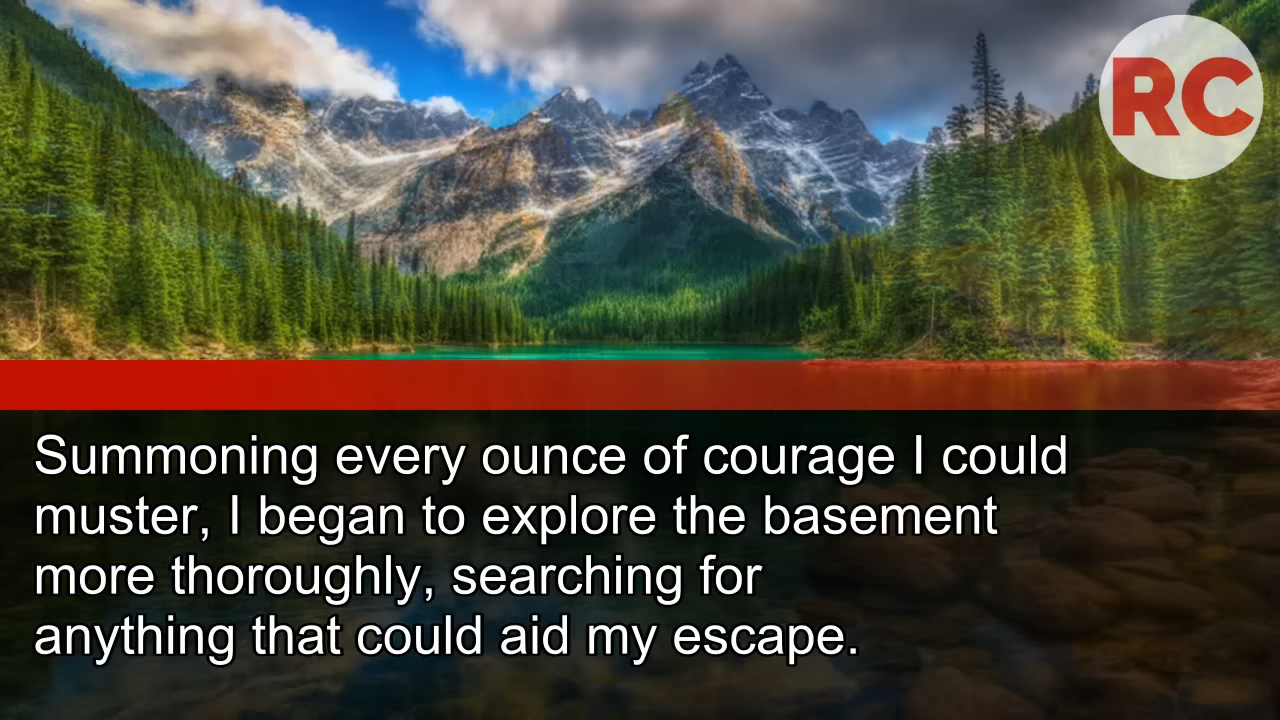 RC
Summoning every ounce of courage I could
muster, I began to explore the basement
more thoroughly, searching for
anything that could aid my escape.